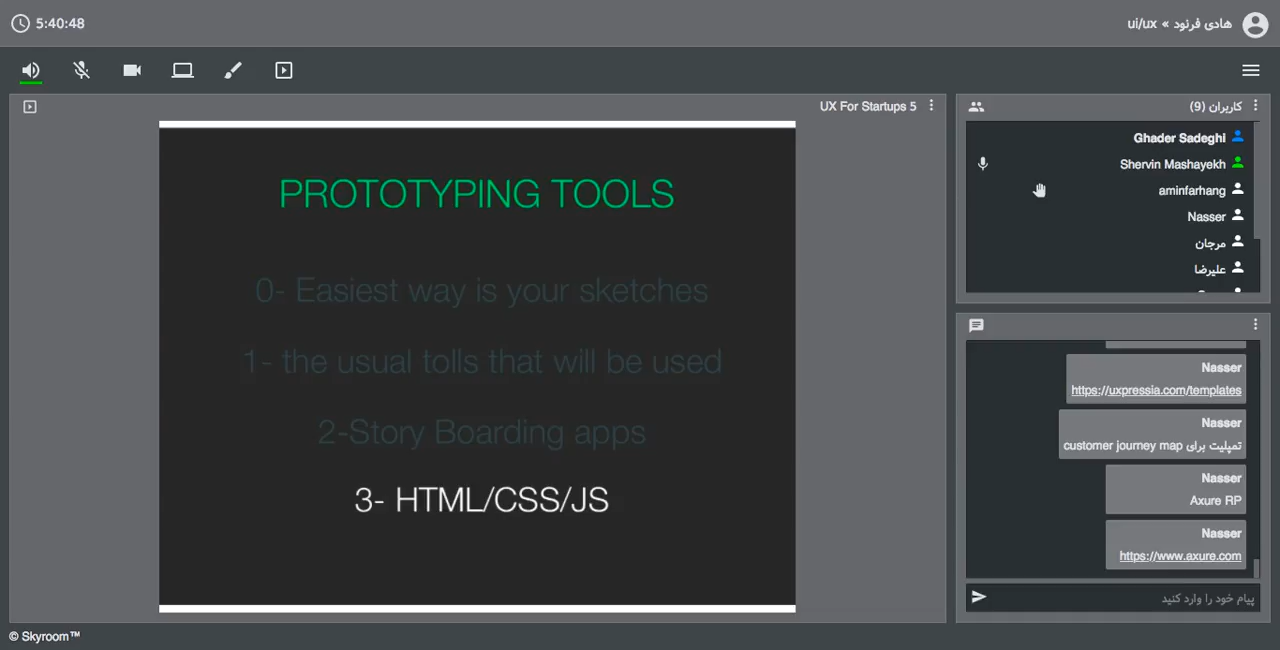 5:40:48
هادی فرنود » ui/ux
UX For Startups 5
PROTOTYPING TOOLS
0- Easiest way is your sketches
1- the usual tolls that will be used
2-Story Boarding apps
3- HTML/CSS/JS
کاربران (9)
Ghader Sadeghi
Shervin Mashayekh
aminfarhang
Nasser
مرجان
علیرضا
Nasser
https://uxpressia.com/templates
Nasser
تمپلیت برای customer journey map
Nasser
Axure RP
Nasser
https://www.axure.com
پیام خود را وارد کنید
© Skyroom™